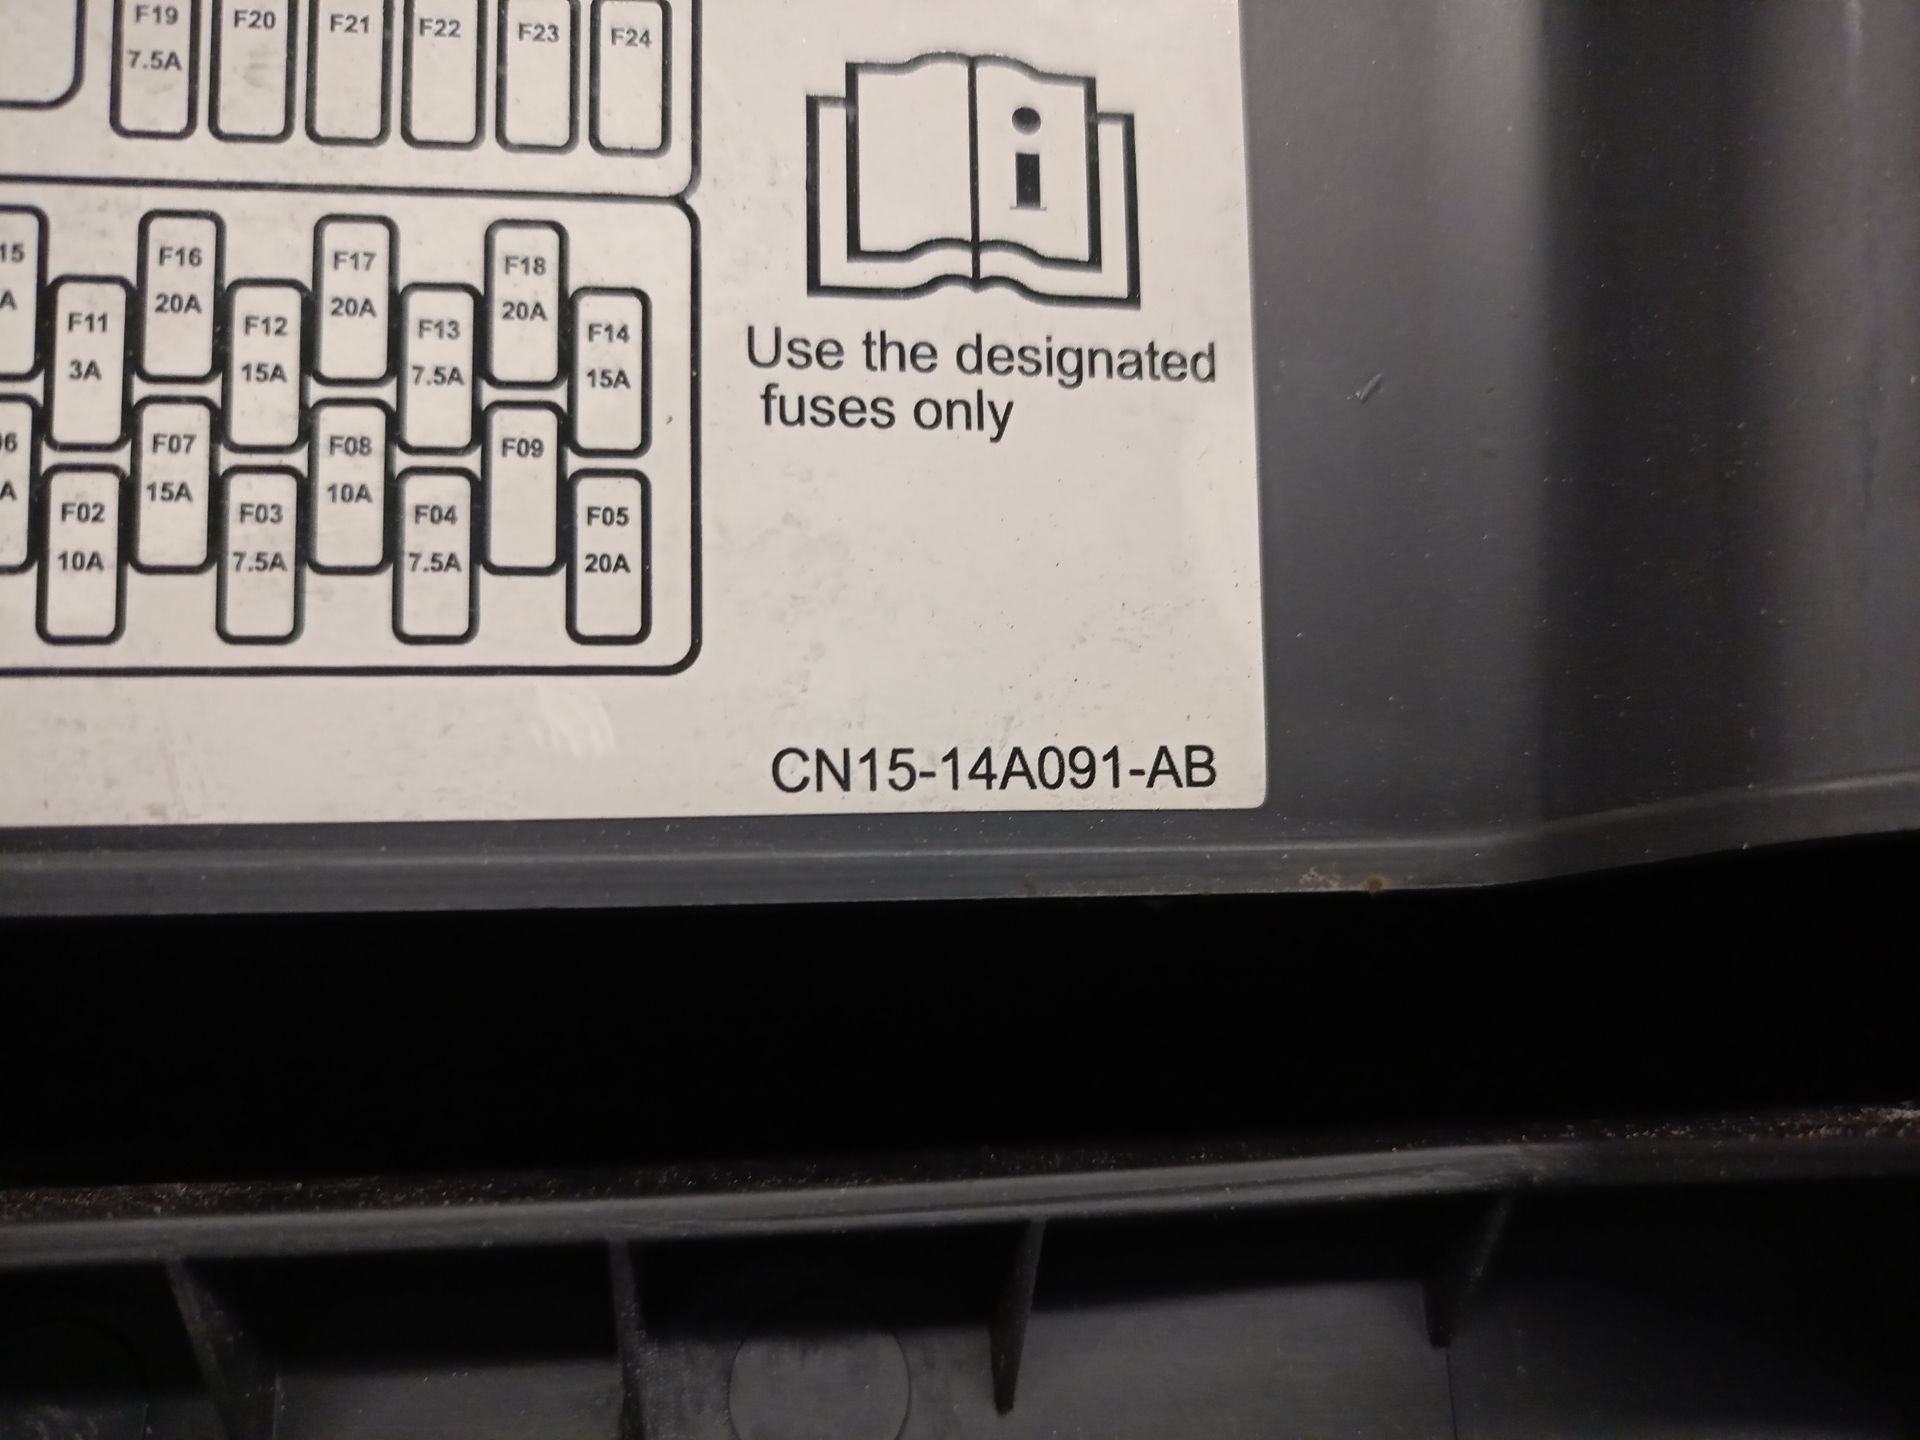 F19 F20 F21 F22 F23 F24
7.5A
15 F16 F17 F18
A 20A 20A 20A
F11 F12 F13 F14
3A 15A 7.5A 15A
6 F07 F08 F09
A 15A 10A
F02 F03 F04 F05
10A 7.5A 7.5A 20A
i
Use the designated
fuses only
CN15-14A091-AB